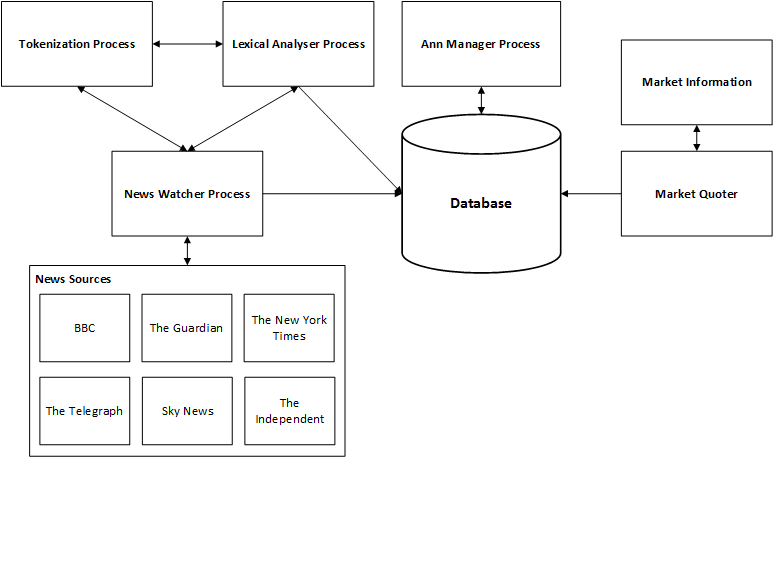 Tokenization Process
Lexical Analyser Process
Ann Manager Process
Market Information
News Watcher Process
Database
Market Quoter
News Sources
BBC
The Guardian
The New York
Times
The Telegraph
Sky News
The
Independent